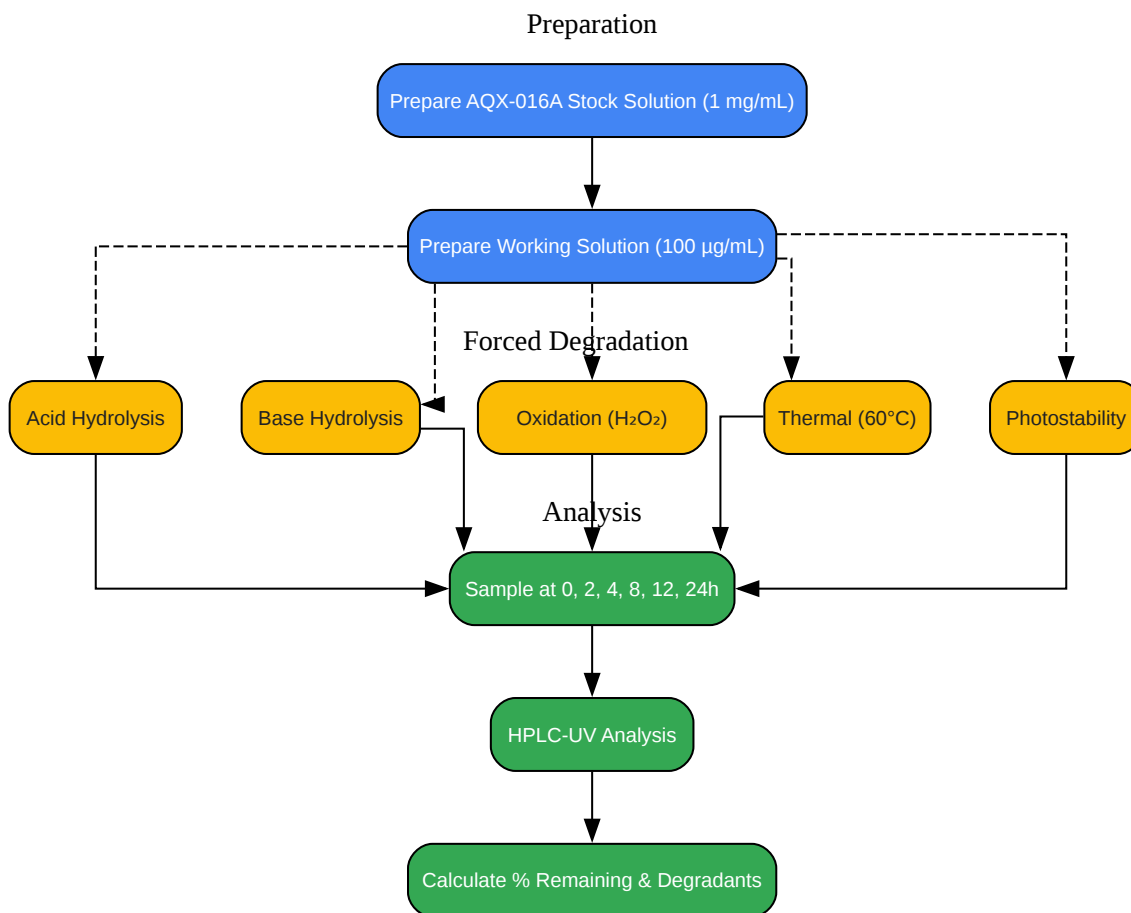 Preparation
Prepare AQX-016A Stock Solution (1 mg/mL)
Prepare Working Solution (100 µg/mL)
Forced Degradation
Acid Hydrolysis
Base Hydrolysis
Oxidation (H₂O₂)
Thermal (60°C)
Photostability
Analysis
Sample at 0, 2, 4, 8, 12, 24h
HPLC-UV Analysis
Calculate % Remaining & Degradants